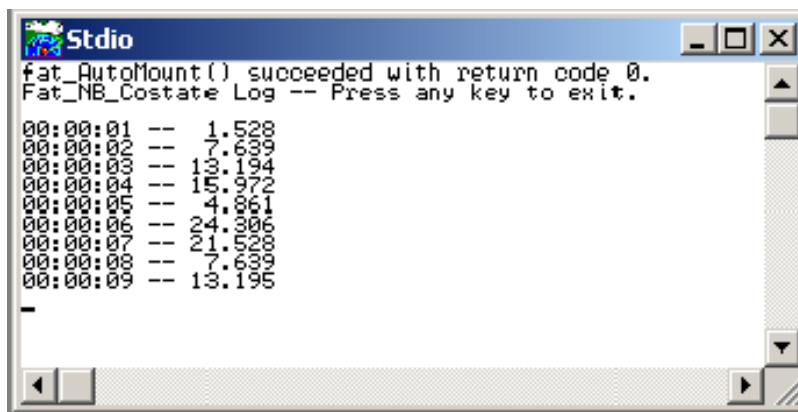 Stdio
fat_AutoMount() succeeded with return code 0.
Fat_NB_Costate Log -- Press any key to exit.
00:00:01 --  1.528
00:00:02 --  7.639
00:00:03 -- 13.194
00:00:04 -- 15.972
00:00:05 --  4.861
00:00:06 -- 24.306
00:00:07 -- 21.528
00:00:08 --  7.639
00:00:09 -- 13.195